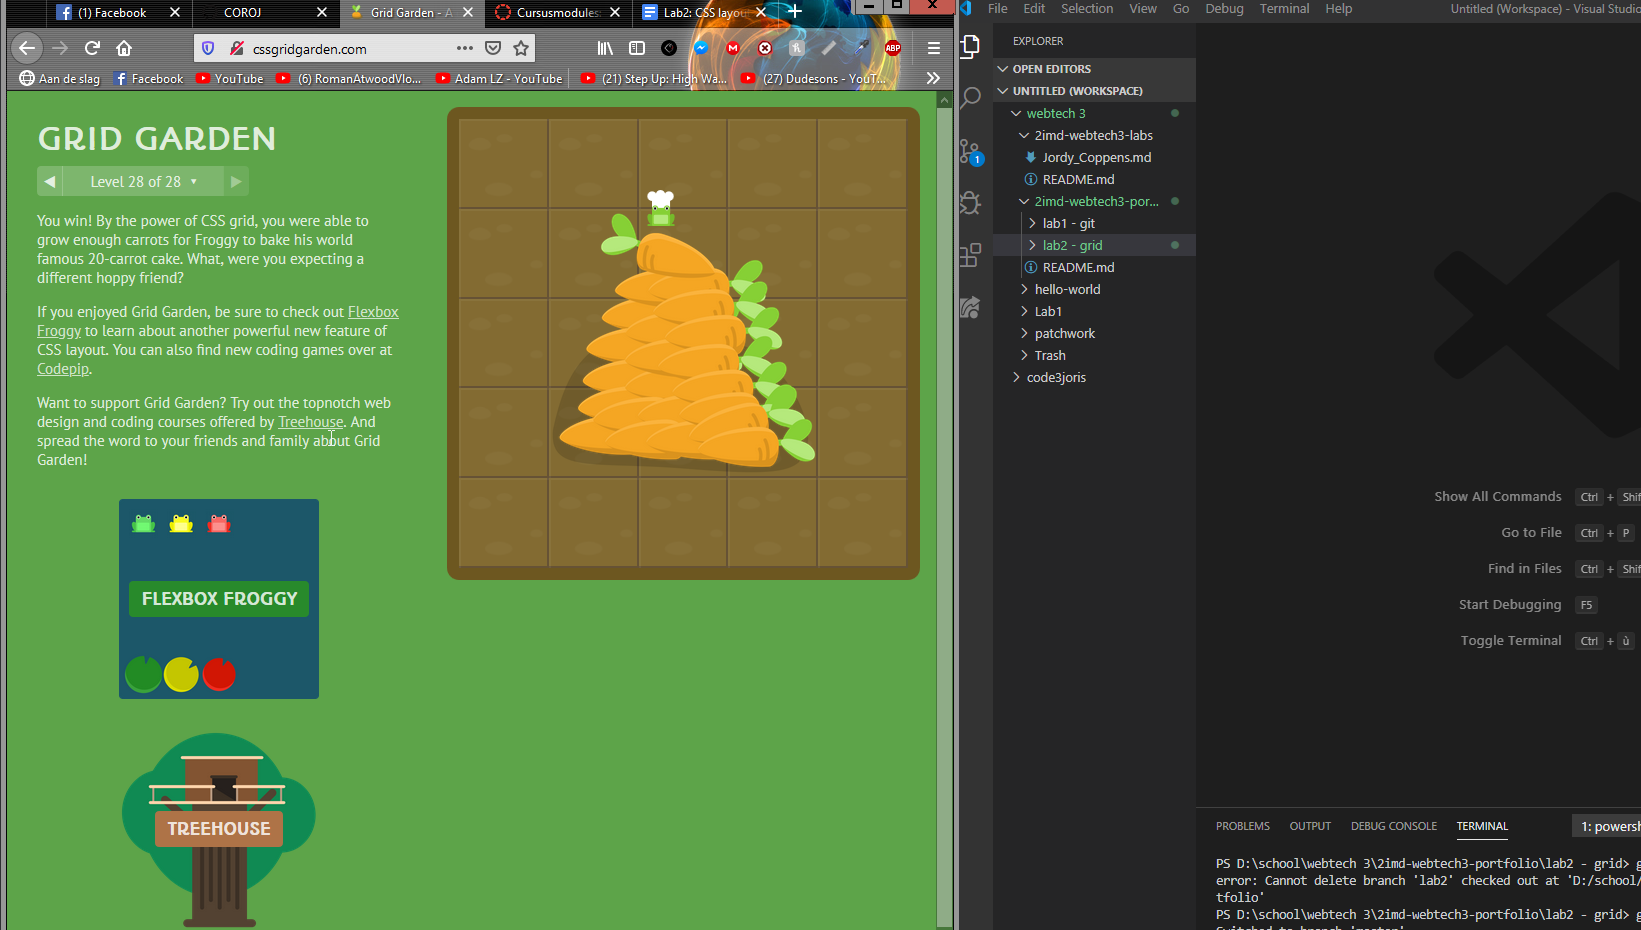 (1) Facebook
COROJ
Grid Garden - A
Cursusmodules:
Lab2: CSS layou
cssgridgarden.com
Aan de slag
Facebook
YouTube
(6) RomanAtwoodVlo...
Adam LZ - YouTube
(21) Step Up: High Wa...
(27) Dudesons - YouT...
GRID GARDEN
Level 28 of 28
You win! By the power of CSS grid, you were able to
grow enough carrots for Froggy to bake his world
famous 20-carrot cake. What, were you expecting a
different hoppy friend?
If you enjoyed Grid Garden, be sure to check out Flexbox
Froggy to learn about another powerful new feature of
CSS layout. You can also find new coding games over at
Codepip.
Want to support Grid Garden? Try out the topnotch web
design and coding courses offered by Treehouse. And
spread the word to your friends and family about Grid
Garden!
FLEXBOX FROGGY
TREEHOUSE
File Edit Selection View Go Debug Terminal Help
Untitled (Workspace) - Visual Studio
EXPLORER
OPEN EDITORS
UNTITLED (WORKSPACE)
webtech 3
2imd-webtech3-labs
Jordy_Coppens.md
README.md
2imd-webtech3-por...
lab1 - git
lab2 - grid
README.md
hello-world
Lab1
patchwork
Trash
code3joris
1
ABP
Show All Commands Ctrl + Shif
Go to File Ctrl + P
Find in Files Ctrl + Shif
Start Debugging F5
Toggle Terminal Ctrl + ù
PROBLEMS OUTPUT DEBUG CONSOLE TERMINAL
1: powersh
PS D:\school\webtech 3\2imd-webtech3-portfolio\lab2 - grid> g
error: Cannot delete branch 'lab2' checked out at 'D:/school/
tfolio'
PS D:\school\webtech 3\2imd-webtech3-portfolio\lab2 - grid> g
Switched to branch 'master'